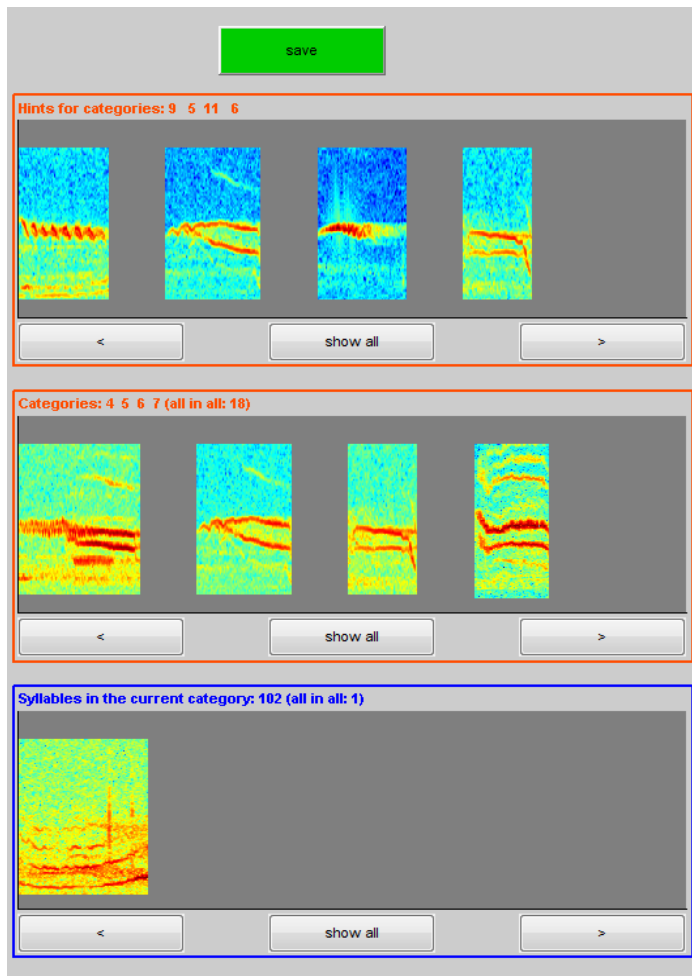 save
Hints for categories: 9 5 11 6
< show all >
Categories: 4 5 6 7 (all in all: 18)
< show all >
Syllables in the current category: 102 (all in all: 1)
< show all >